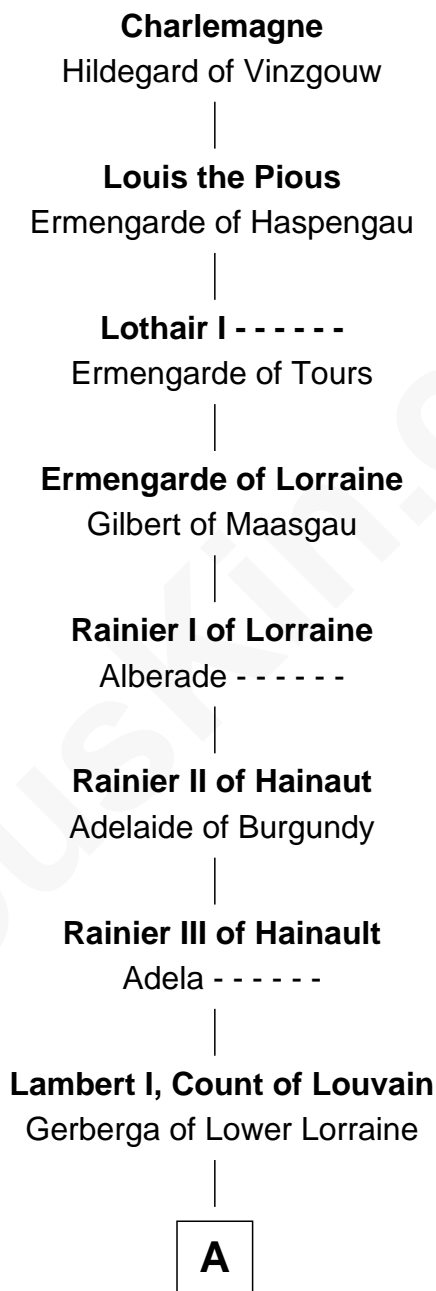 Charlemagne
Hildegard of Vinzgouw
Louis the Pious
Ermengarde of Haspengau
Lothair I - - - - - -
Ermengarde of Tours
Ermengarde of Lorraine
Gilbert of Maasgau
Rainier I of Lorraine
Alberade - - - - - -
Rainier II of Hainaut
Adelaide of Burgundy
Rainier III of Hainault
Adela - - - - - -
Lambert I, Count of Louvain
Gerberga of Lower Lorraine
A